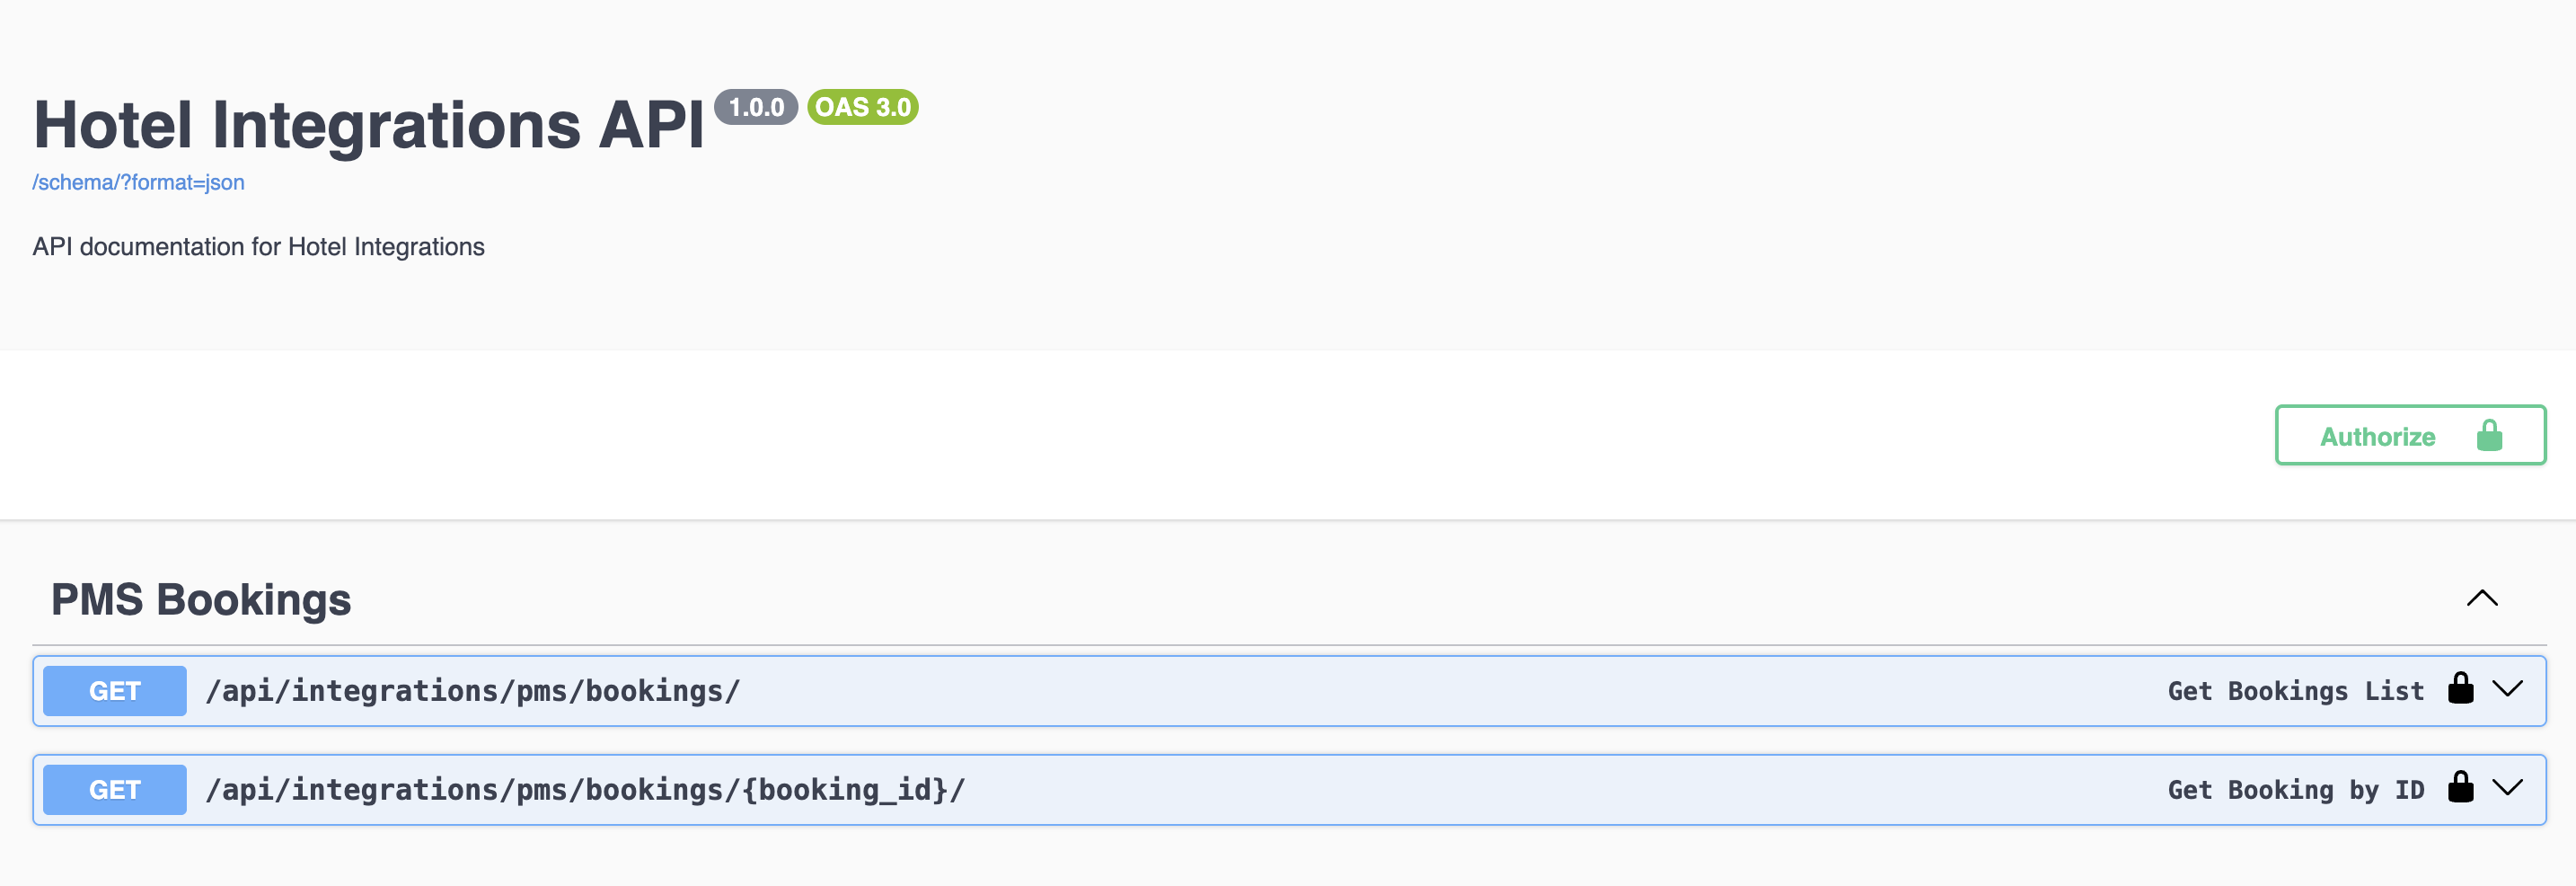 Hotel Integrations API 1.0.0 OAS 3.0
/schema/?format=json
API documentation for Hotel Integrations
Authorize
PMS Bookings
GET /api/integrations/pms/bookings/ Get Bookings List
GET /api/integrations/pms/bookings/{booking_id}/ Get Booking by ID